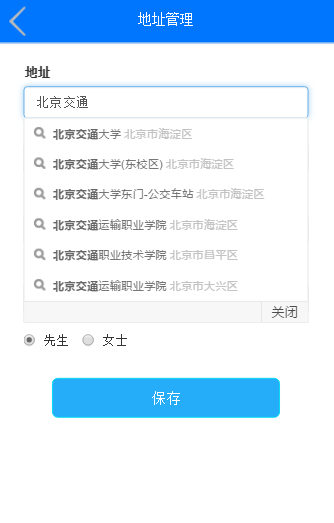 地址管理
地址
北京交通
北京交通大学 北京市海淀区
北京交通大学(东校区) 北京市海淀区
北京交通大学东门-公交车站 北京市海淀区
北京交通运输职业学院 北京市海淀区
北京交通职业技术学院 北京市昌平区
北京交通运输职业学院 北京市大兴区
关闭
先生 女士
保存